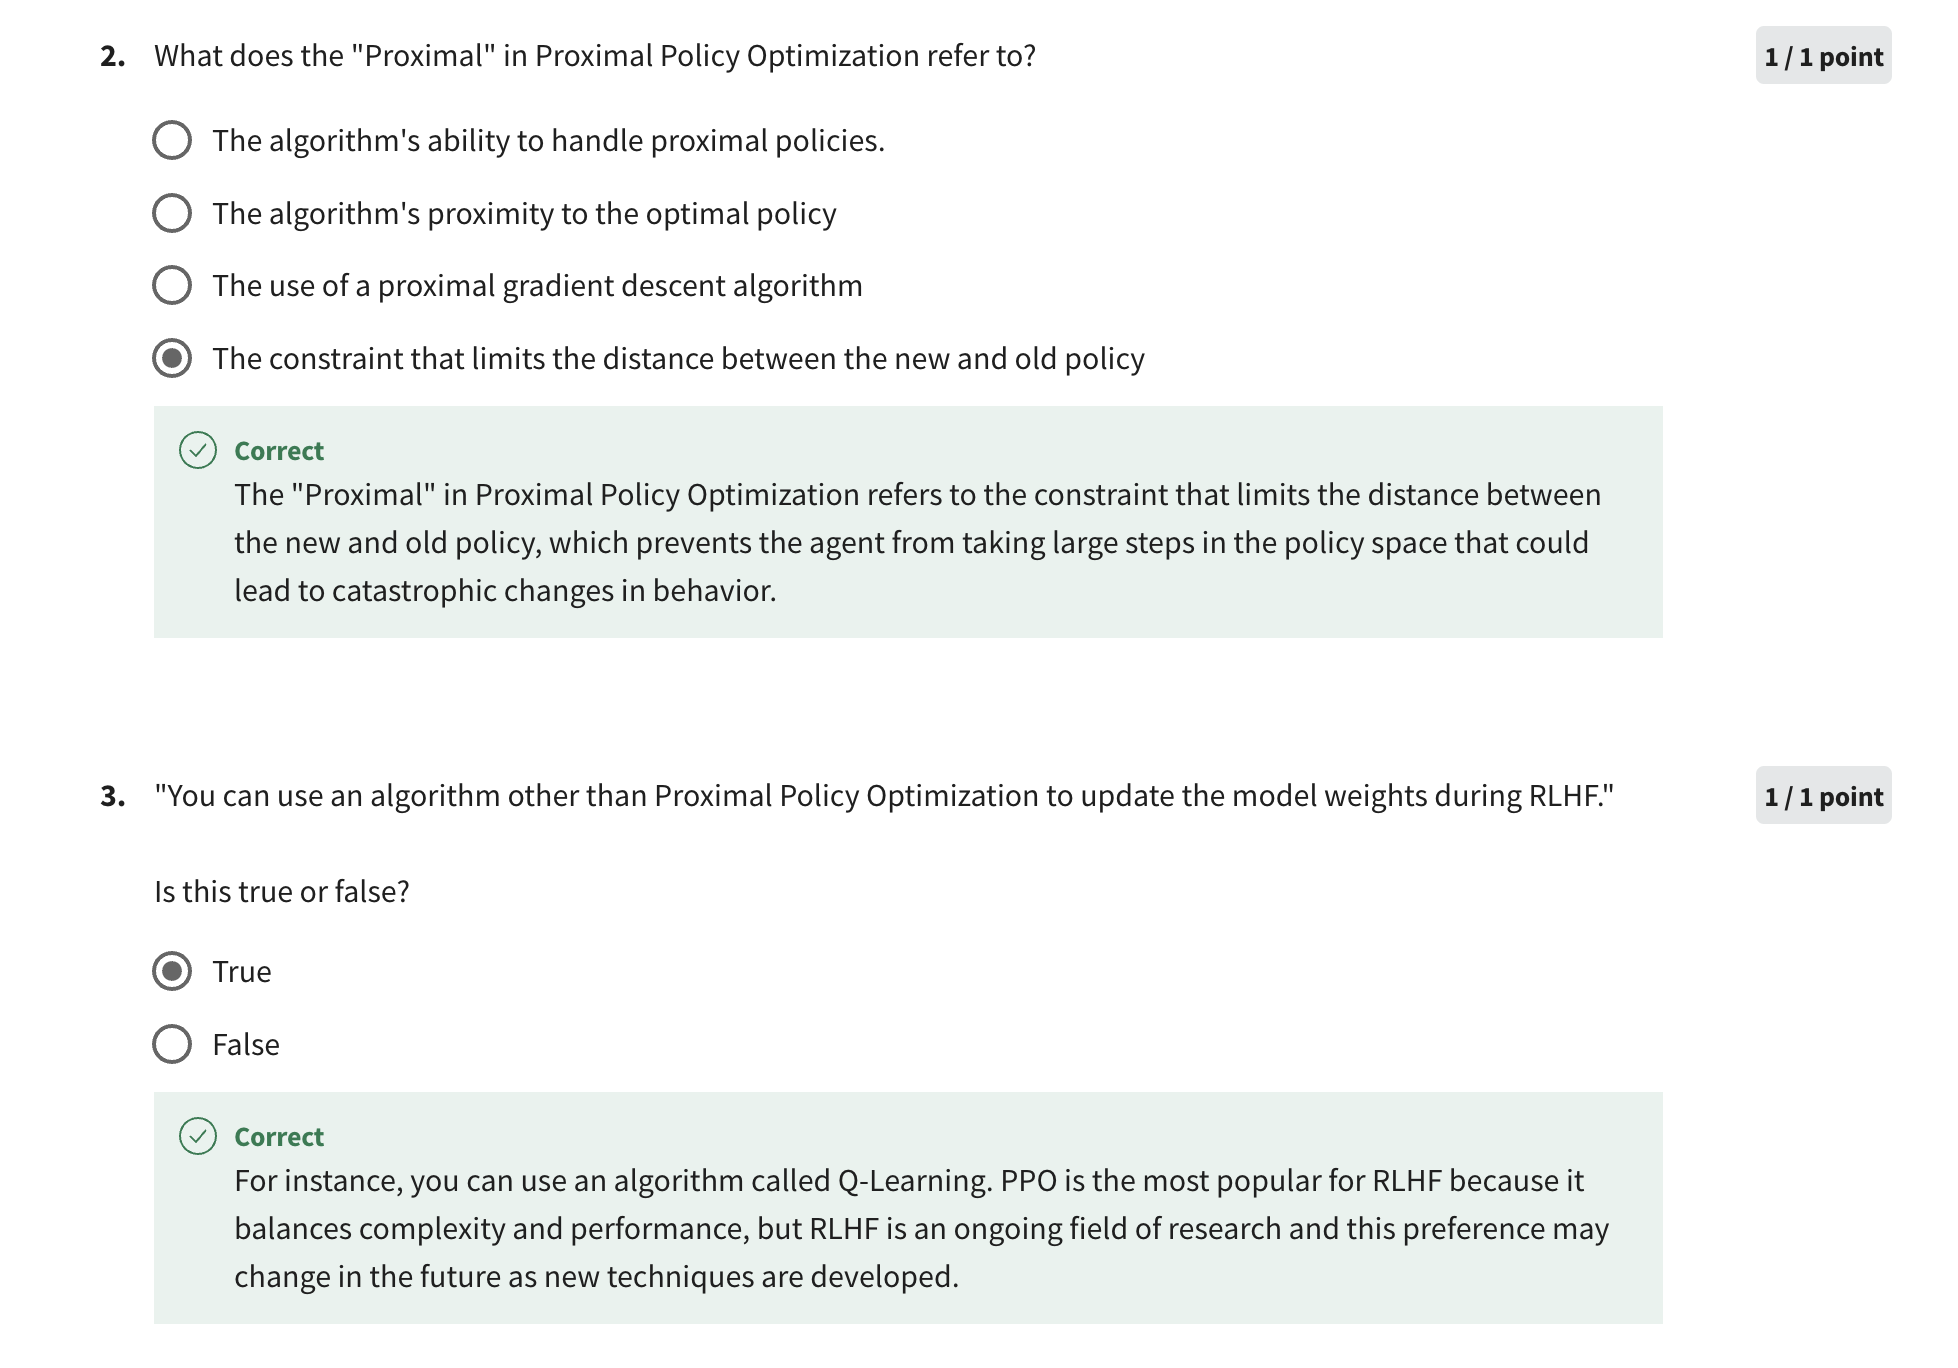 2. What does the "Proximal" in Proximal Policy Optimization refer to?
1 / 1 point
The algorithm's ability to handle proximal policies.
The algorithm's proximity to the optimal policy
The use of a proximal gradient descent algorithm
The constraint that limits the distance between the new and old policy
Correct
The "Proximal" in Proximal Policy Optimization refers to the constraint that limits the distance between
the new and old policy, which prevents the agent from taking large steps in the policy space that could
lead to catastrophic changes in behavior.
3. "You can use an algorithm other than Proximal Policy Optimization to update the model weights during RLHF."
1 / 1 point
Is this true or false?
True
False
Correct
For instance, you can use an algorithm called Q-Learning. PPO is the most popular for RLHF because it
balances complexity and performance, but RLHF is an ongoing field of research and this preference may
change in the future as new techniques are developed.